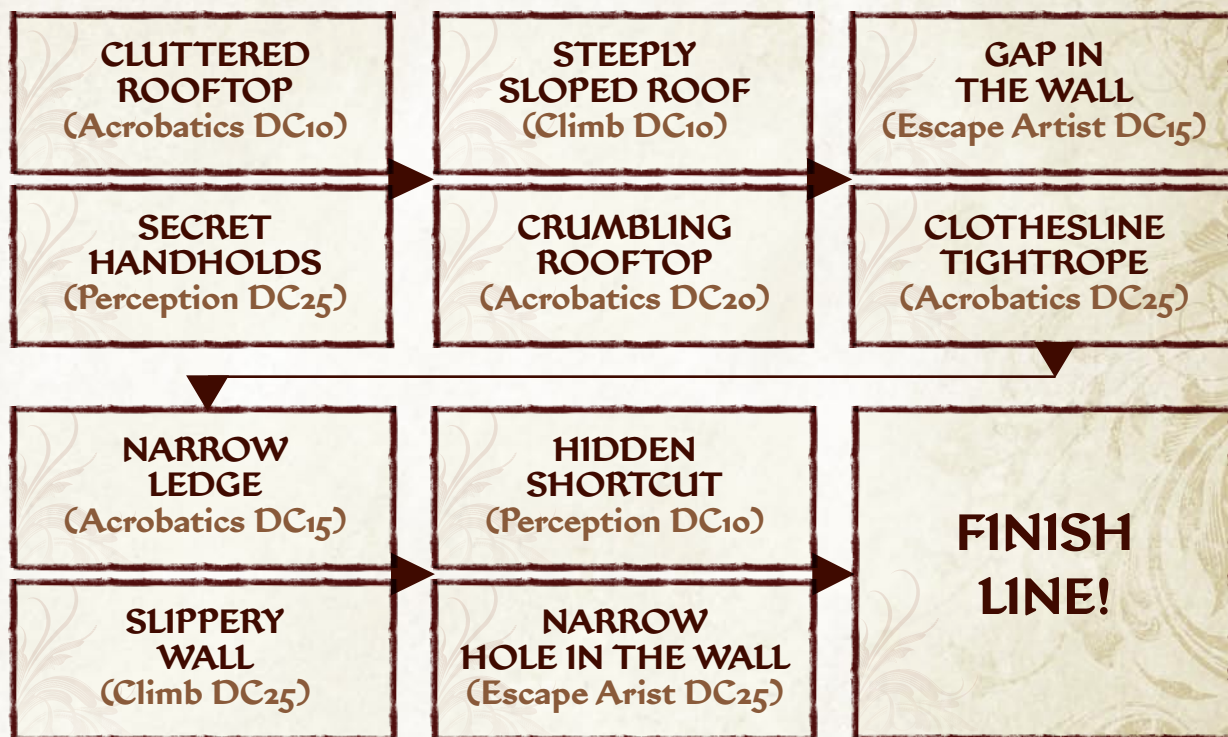 CLUTTERED
ROOFTOP
(Acrobatics DC10)
SECRET
HANDHOLDS
(Perception DC25)
STEEPLY
SLOPED ROOF
(Climb DC10)
CRUMBLING
ROOFTOP
(Acrobatics DC20)
GAP IN
THE WALL
(Escape Artist DC15)
CLOTHESLINE
TIGHTROPE
(Acrobatics DC25)
NARROW
LEDGE
(Acrobatics DC15)
SLIPPERY
WALL
(Climb DC25)
HIDDEN
SHORTCUT
(Perception DC10)
NARROW
HOLE IN THE WALL
(Escape Arist DC25)
FINISH
LINE!